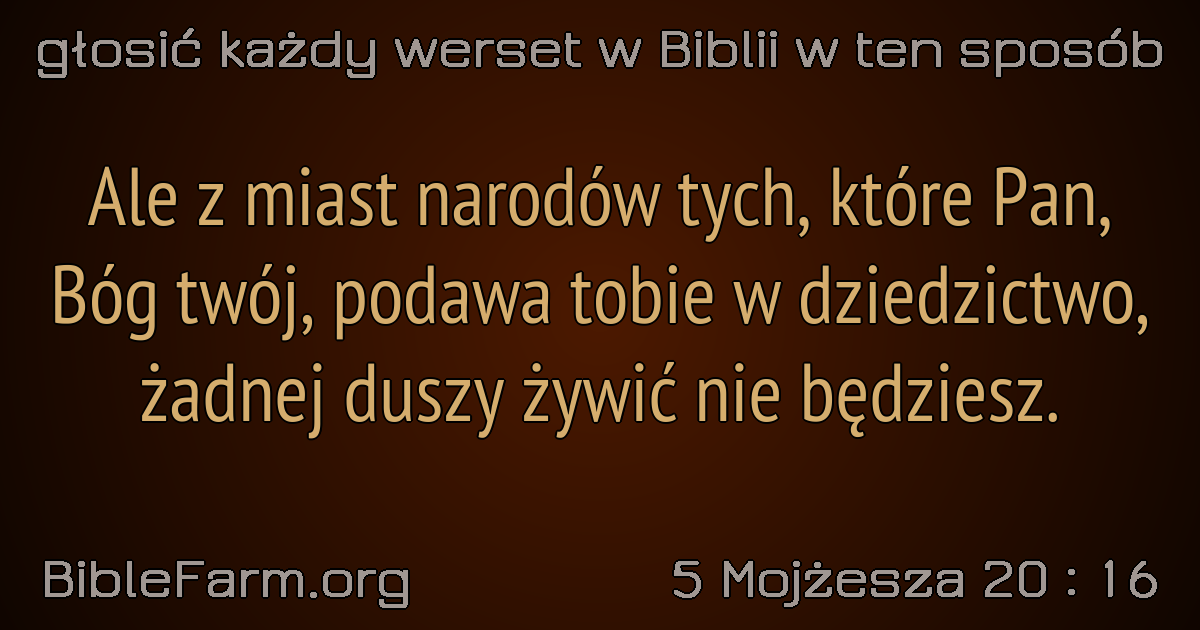 głosić każdy werset w Biblii w ten sposób
Ale z miast narodów tych, które Pan,
Bóg twój, podawa tobie w dziedzictwo,
żadnej duszy żywić nie będziesz.
BibleFarm.org
5 Mojżesza 20 : 16